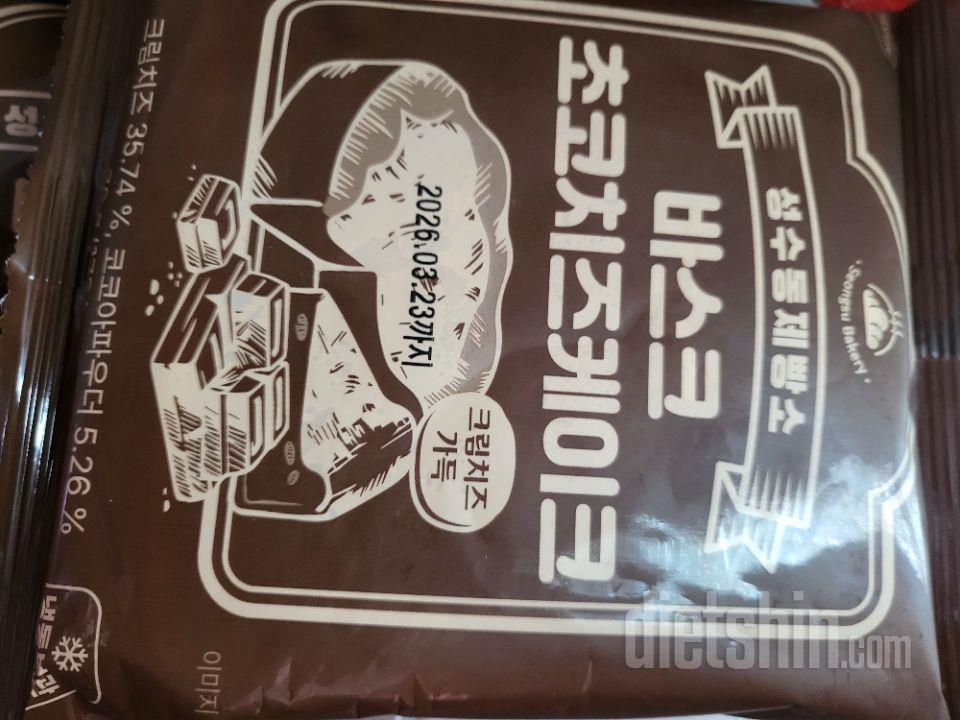 Seongsu Bakery
성수동제빵소
바스크
초코치즈케이크
크림치즈
가득
2026.03.23까지
크림치즈 35.74 %, 코코아파우더 5.26 %
이미지
성
dietshin.com